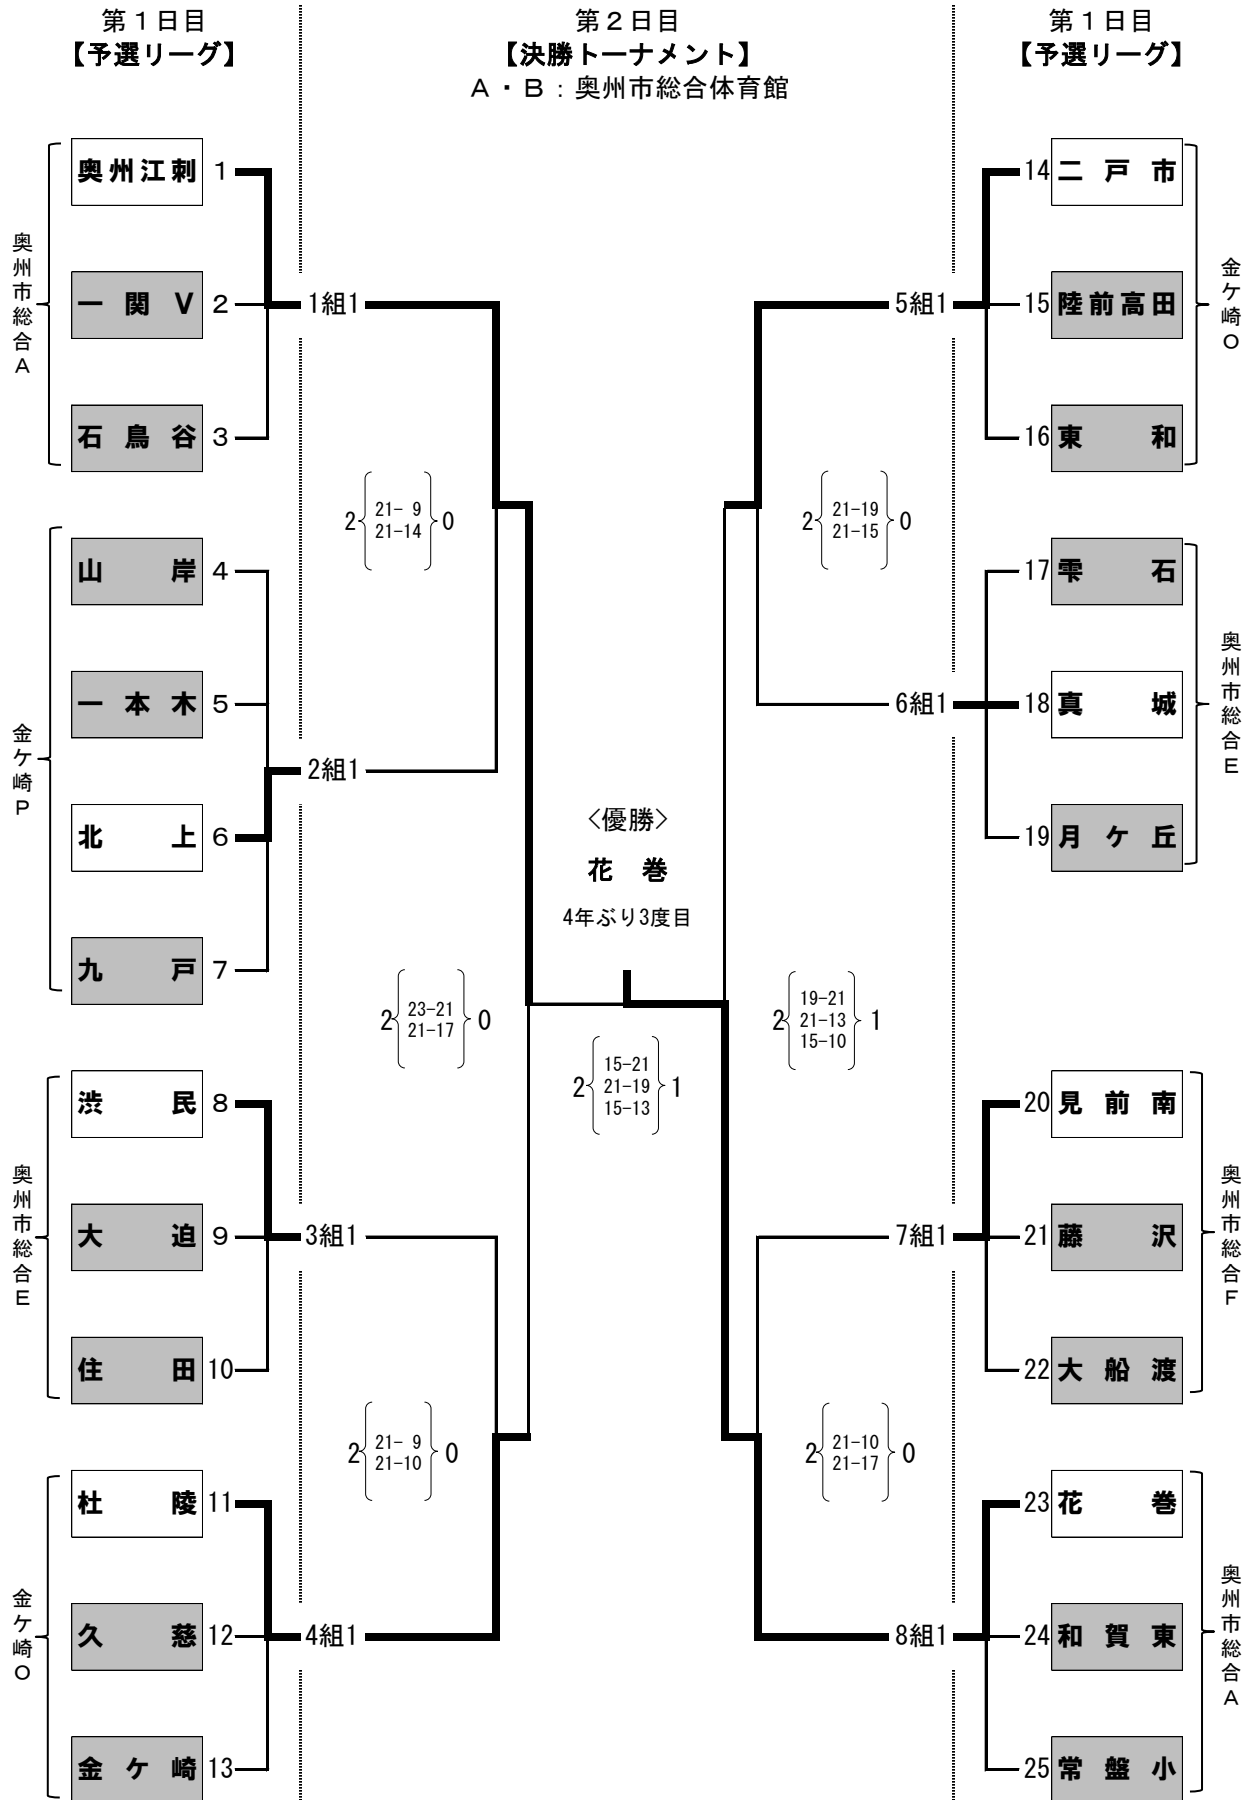 第１日目
【予選リーグ】
第２日目
【決勝トーナメント】
Ａ・Ｂ：奥州市総合体育館
第１日目
【予選リーグ】
奥州市総合Ａ
奥州江刺 1
一関Ｖ 2
石鳥谷 3
1組1
金ケ崎Ｐ
山岸 4
一本木 5
北上 6
九戸 7
2組1
奥州市総合Ｅ
渋民 8
大迫 9
住田 10
3組1
金ケ崎Ｏ
杜陵 11
久慈 12
金ケ崎 13
4組1
2 21- 9 0
21-14
2 23-21 0
21-17
2 21- 9 0
21-10
〈優勝〉
花巻
4年ぶり3度目
15-21
2 21-19 1
15-13
2 21-19 0
21-15
19-21
2 21-13 1
15-10
2 21-10 0
21-17
5組1
14 二戸市
15 陸前高田
16 東和
金ケ崎Ｏ
6組1
17 雫石
18 真城
19 月ケ丘
奥州市総合Ｅ
7組1
20 見前南
21 藤沢
22 大船渡
奥州市総合Ｆ
8組1
23 花巻
24 和賀東
25 常盤小
奥州市総合Ａ